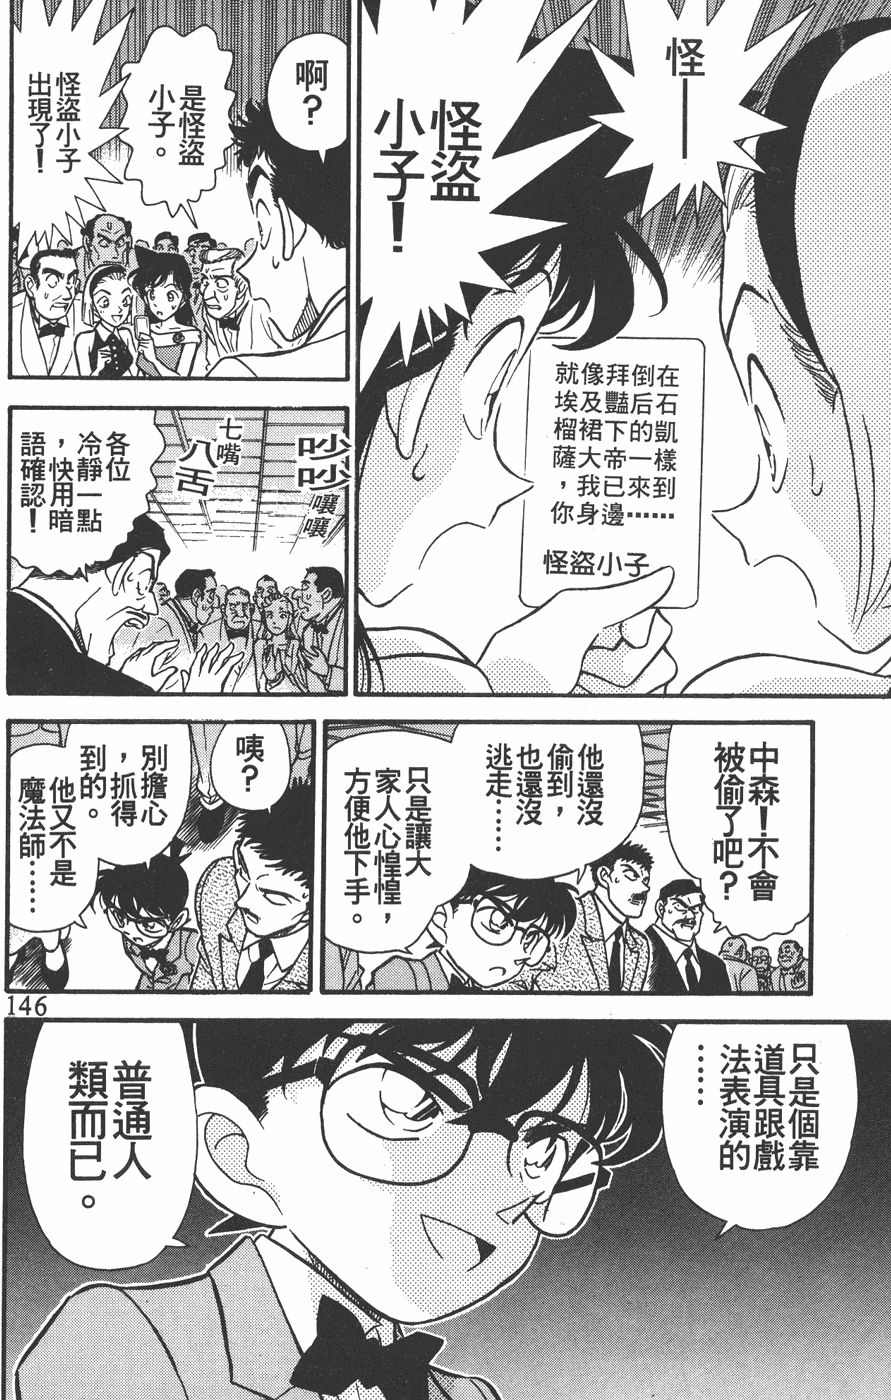 怪—
怪盜
小子！
就像拜倒在
埃及豔后石
榴裙下的凱
薩大帝一樣
，我已來到
你身邊……
怪盜小子
啊？
是怪盜
小子。
怪盜小子
出現了！
吵吵
嚷嚷
七嘴
八舌
各位
冷靜一點
，快用暗
語確認！
中森！不會
被偷了吧？
他還沒
偷到，
也還沒
逃走……
只是讓大
家人心惶惶，
方便他下手。
咦？
別擔心
，抓得
到的。
他又不是
魔法師……
146
只是個靠
道具跟戲
法表演的
……
普通人
類而已。